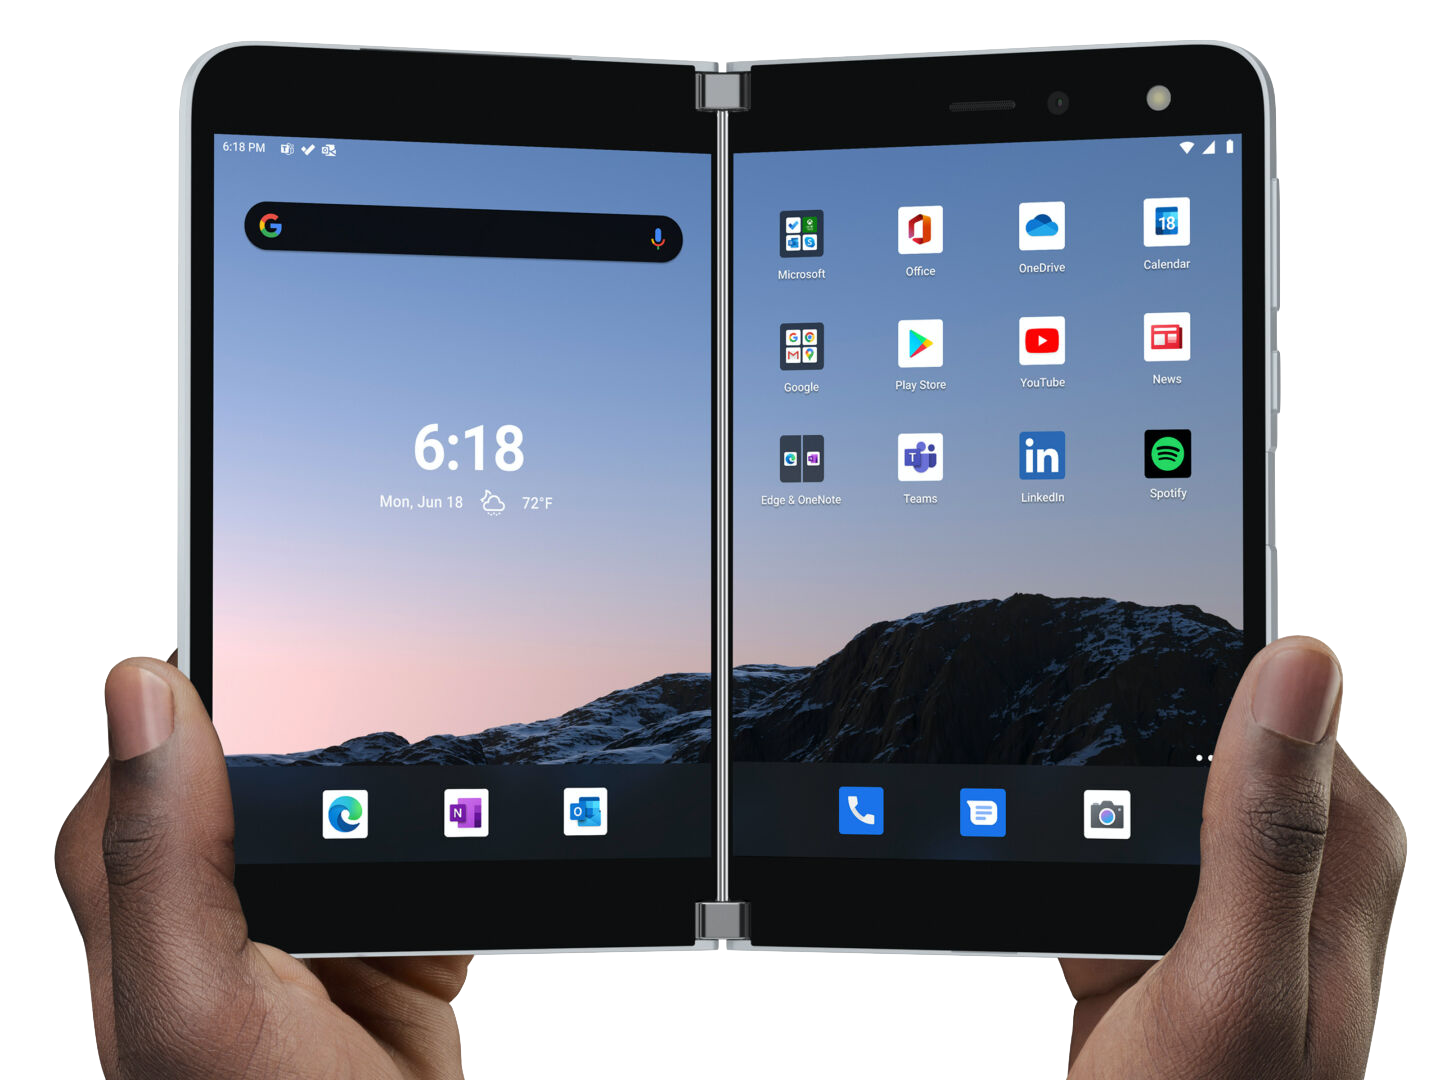 6:18 PM
6:18
Mon, Jun 18
72°F
Microsoft
Office
OneDrive
18
Calendar
Google
Play Store
YouTube
News
Edge & OneNote
T
Teams
in
LinkedIn
Spotify
N
O